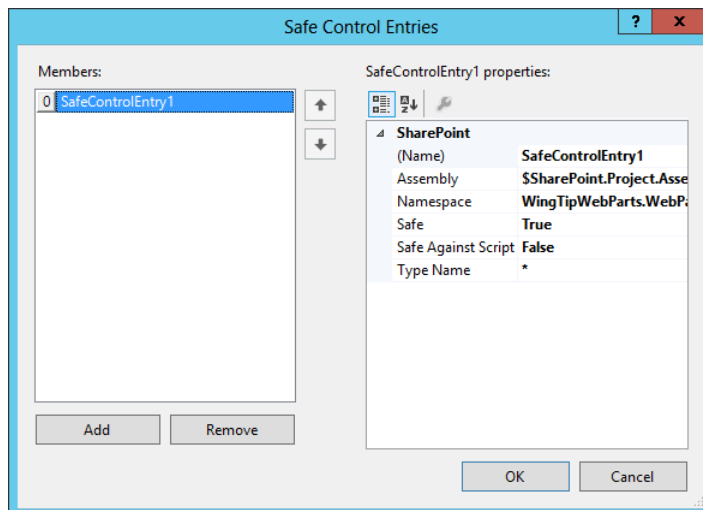 Safe Control Entries
?
x
Members:
0 SafeControlEntry1
Add
Remove
SafeControlEntry1 properties:
SharePoint
(Name) SafeControlEntry1
Assembly $SharePoint.Project.Asse
Namespace WingTipWebParts.WebPa
Safe True
Safe Against Script False
Type Name *
OK
Cancel